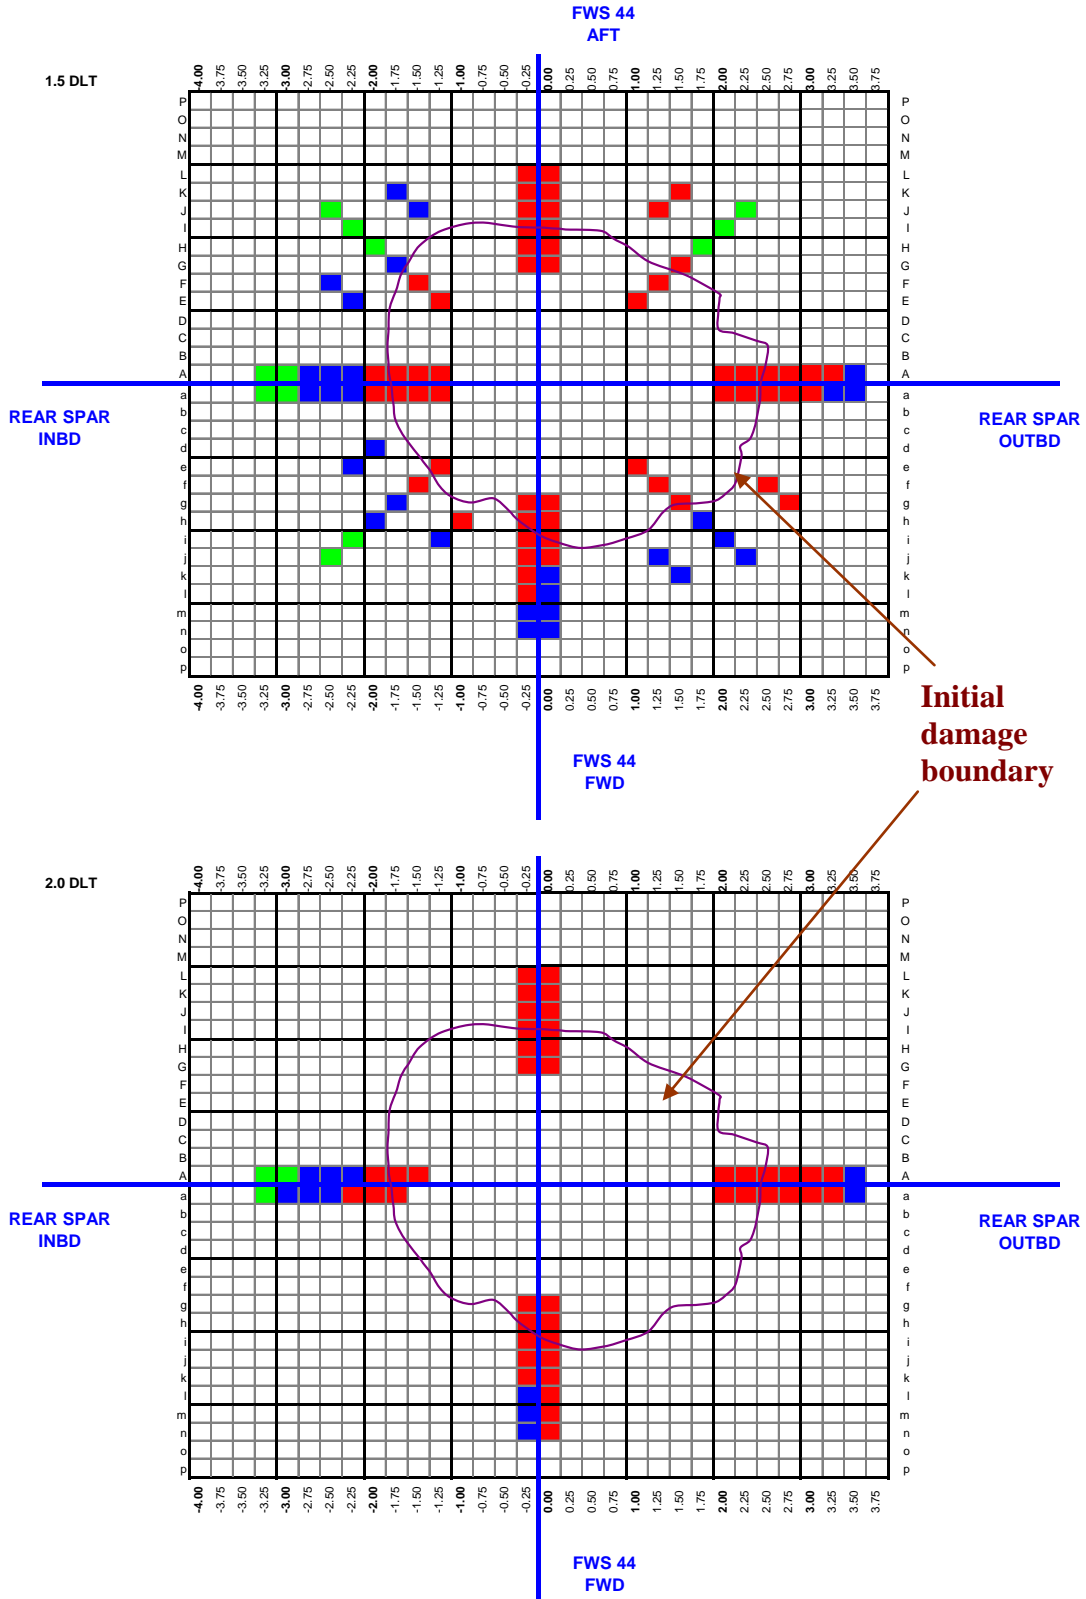 FWS 44
AFT
1.5 DLT
-4.00 -3.75 -3.50 -3.25 -3.00 -2.75 -2.50 -2.25 -2.00 -1.75 -1.50 -1.25 -1.00 -0.75 -0.50 -0.25 0.00 0.25 0.50 0.75 1.00 1.25 1.50 1.75 2.00 2.25 2.50 2.75 3.00 3.25 3.50 3.75
P P
O O
N N
M M
L L
K K
J J
I I
H H
G G
F F
E E
D D
C C
B B
A A
a a
b b
c c
d d
e e
f f
g g
h h
i i
j j
k k
l l
m m
n n
o o
p p
REAR SPAR
INBD
REAR SPAR
OUTBD
-4.00 -3.75 -3.50 -3.25 -3.00 -2.75 -2.50 -2.25 -2.00 -1.75 -1.50 -1.25 -1.00 -0.75 -0.50 -0.25 0.00 0.25 0.50 0.75 1.00 1.25 1.50 1.75 2.00 2.25 2.50 2.75 3.00 3.25 3.50 3.75
Initial
damage
boundary
FWS 44
FWD
2.0 DLT
-4.00 -3.75 -3.50 -3.25 -3.00 -2.75 -2.50 -2.25 -2.00 -1.75 -1.50 -1.25 -1.00 -0.75 -0.50 -0.25 0.00 0.25 0.50 0.75 1.00 1.25 1.50 1.75 2.00 2.25 2.50 2.75 3.00 3.25 3.50 3.75
P P
O O
N N
M M
L L
K K
J J
I I
H H
G G
F F
E E
D D
C C
B B
A A
a a
b b
c c
d d
e e
f f
g g
h h
i i
j j
k k
l l
m m
n n
o o
p p
REAR SPAR
INBD
REAR SPAR
OUTBD
-4.00 -3.75 -3.50 -3.25 -3.00 -2.75 -2.50 -2.25 -2.00 -1.75 -1.50 -1.25 -1.00 -0.75 -0.50 -0.25 0.00 0.25 0.50 0.75 1.00 1.25 1.50 1.75 2.00 2.25 2.50 2.75 3.00 3.25 3.50 3.75
FWS 44
FWD